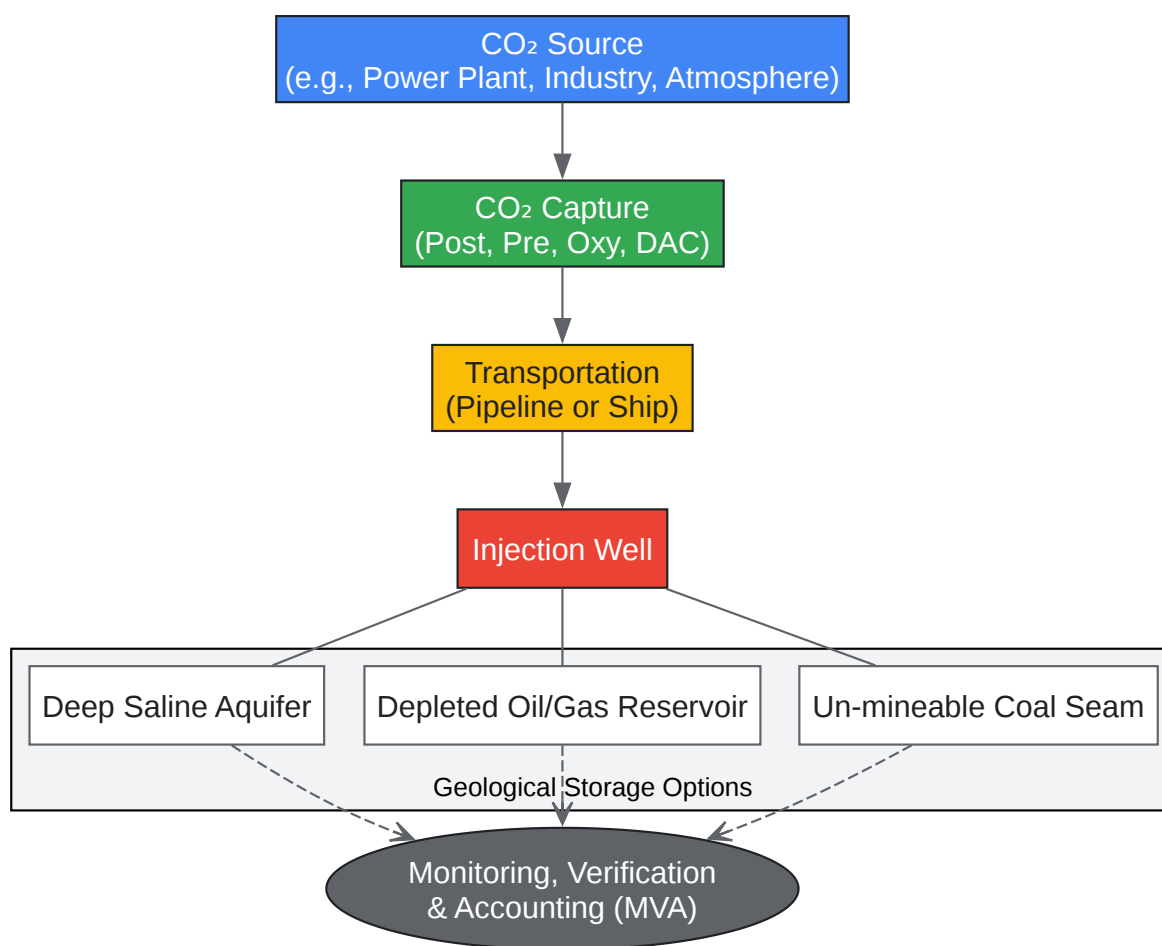 CO₂ Source
(e.g., Power Plant, Industry, Atmosphere)
CO₂ Capture
(Post, Pre, Oxy, DAC)
Transportation
(Pipeline or Ship)
Injection Well
Deep Saline Aquifer
Depleted Oil/Gas Reservoir
Un-mineable Coal Seam
Geological Storage Options
Monitoring, Verification
& Accounting (MVA)